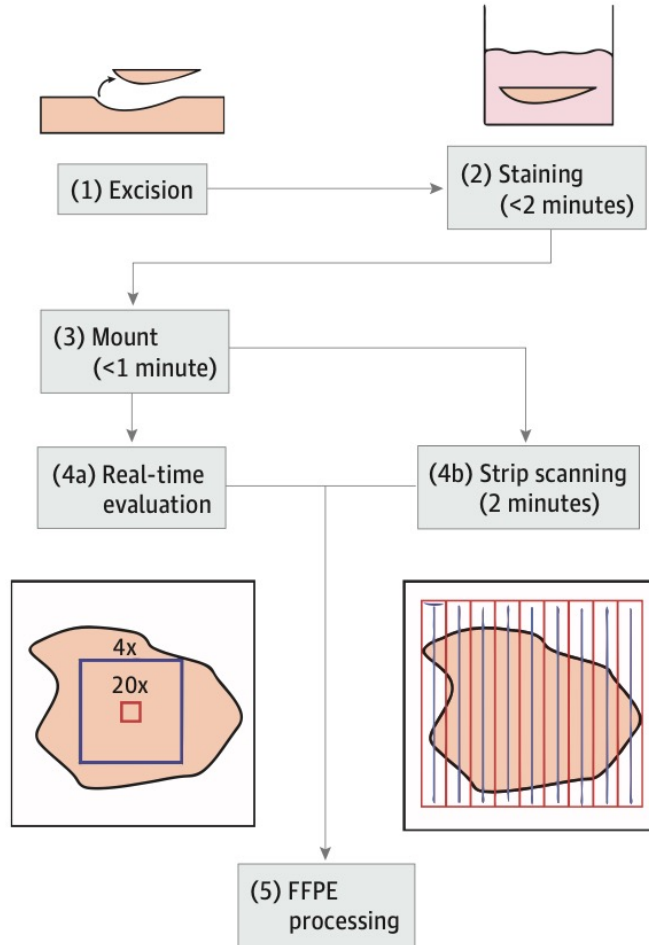 (1) Excision
(2) Staining
(<2 minutes)
(3) Mount
(<1 minute)
(4a) Real-time
evaluation
(4b) Strip scanning
(2 minutes)
4x
20x
(5) FFPE
processing